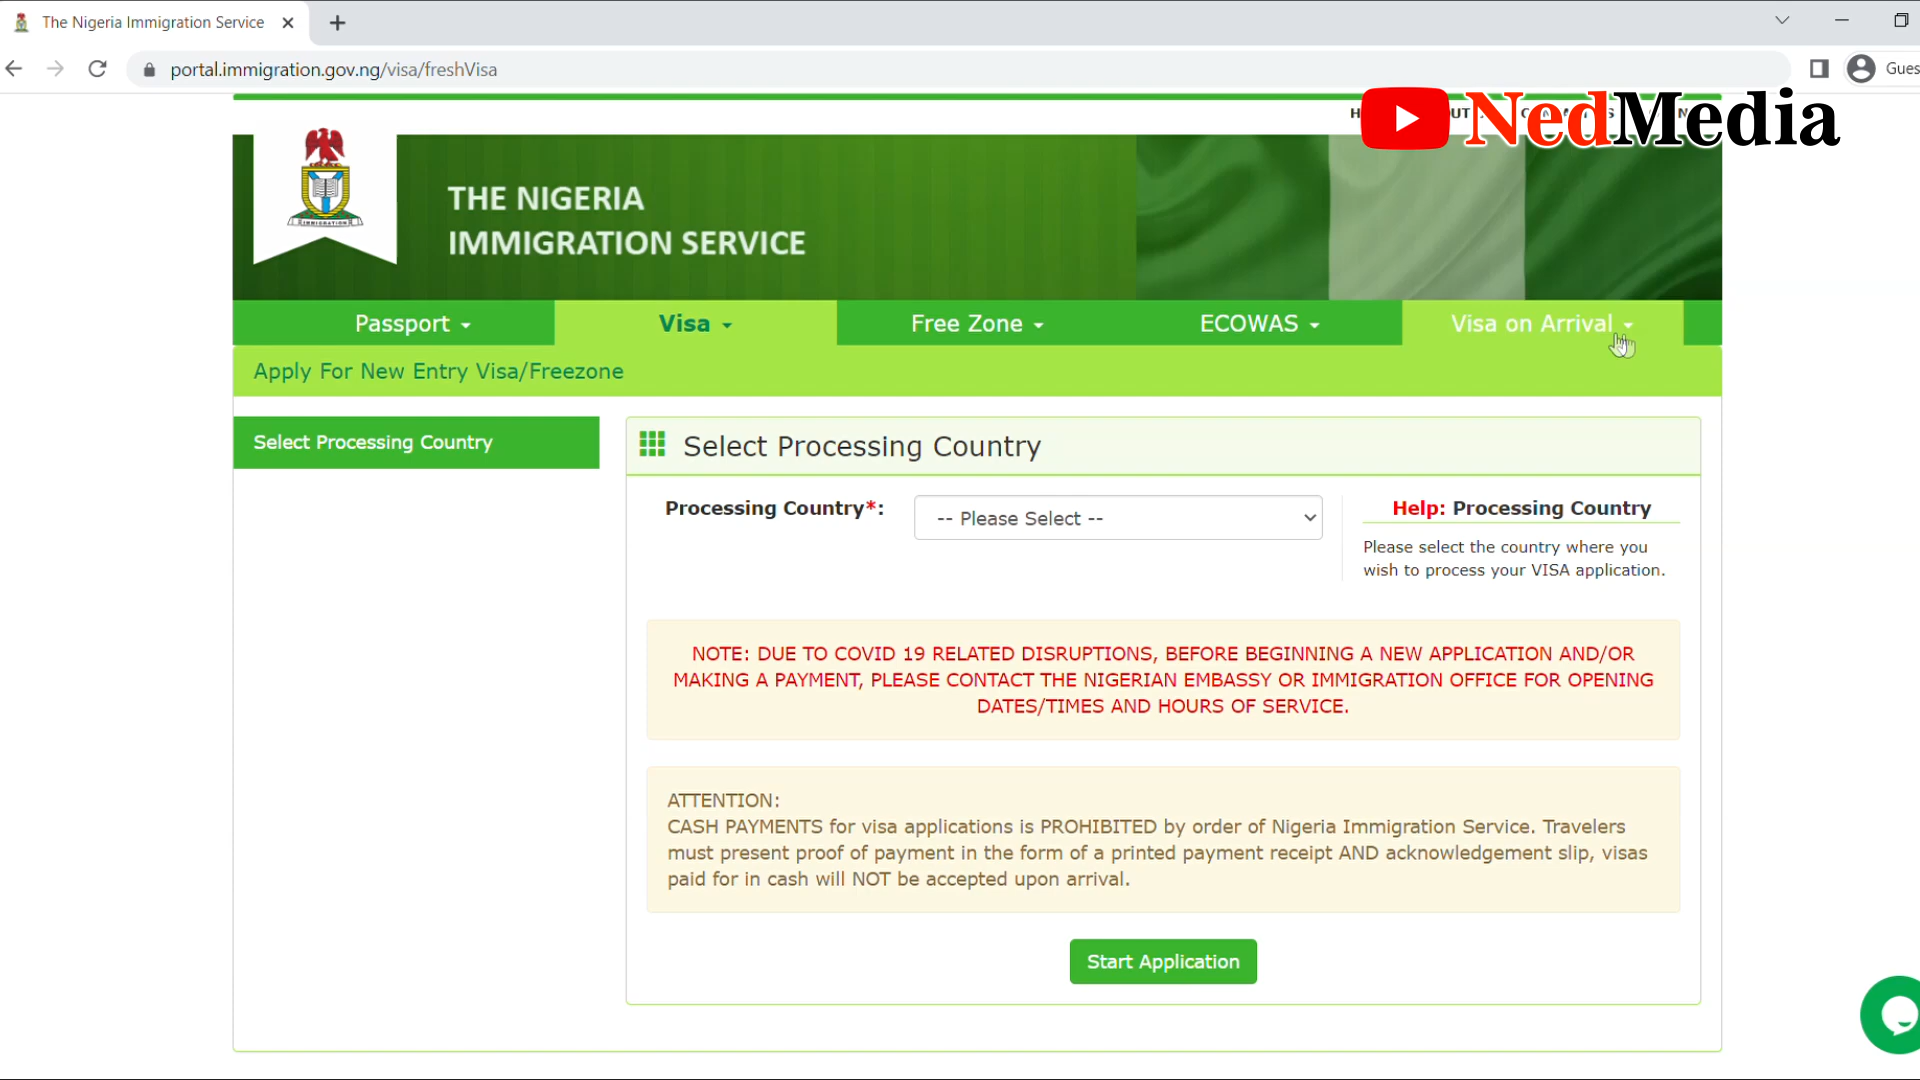 The Nigeria Immigration Service
portal.immigration.gov.ng/visa/freshVisa
Gues
NedMedia
THE NIGERIA
IMMIGRATION SERVICE
IMMIGRATION
Passport
Visa
Free Zone
ECOWAS
Visa on Arrival
Apply For New Entry Visa/Freezone
Select Processing Country
Select Processing Country
Processing Country*:
-- Please Select --
Help: Processing Country
Please select the country where you
wish to process your VISA application.
NOTE: DUE TO COVID 19 RELATED DISRUPTIONS, BEFORE BEGINNING A NEW APPLICATION AND/OR
MAKING A PAYMENT, PLEASE CONTACT THE NIGERIAN EMBASSY OR IMMIGRATION OFFICE FOR OPENING
DATES/TIMES AND HOURS OF SERVICE.
ATTENTION:
CASH PAYMENTS for visa applications is PROHIBITED by order of Nigeria Immigration Service. Travelers
must present proof of payment in the form of a printed payment receipt AND acknowledgement slip, visas
paid for in cash will NOT be accepted upon arrival.
Start Application